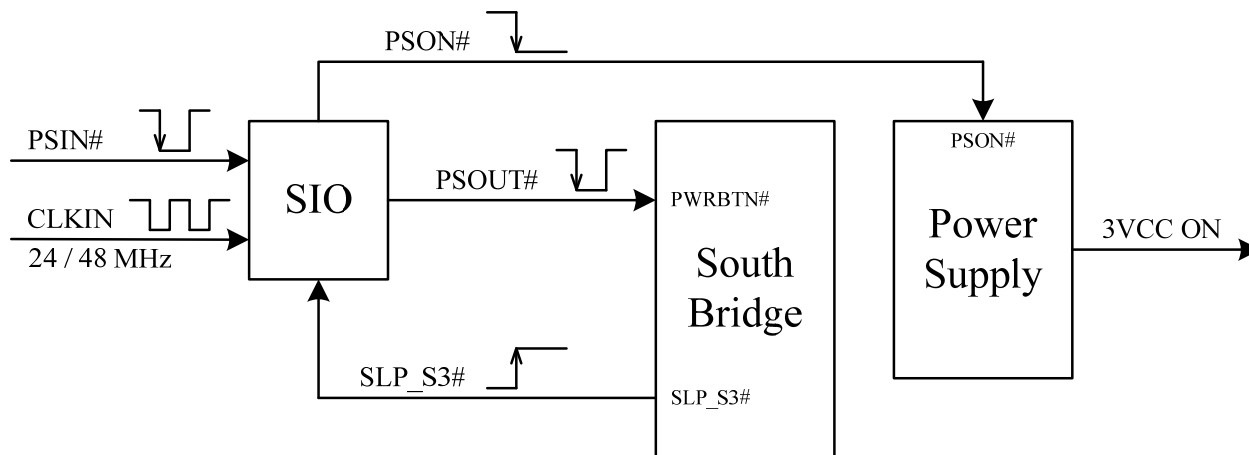 PSON#
PSIN#
CLKIN
24 / 48 MHz
SIO
PSOUT#
SLP_S3#
PWRBTN#
South
Bridge
SLP_S3#
PSON#
Power
Supply
3VCC ON